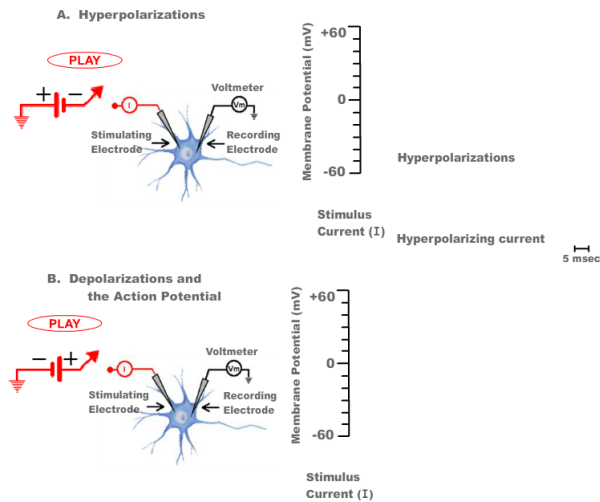 A. Hyperpolarizations
PLAY
+ −
I
Voltmeter
Vm
Stimulating
Electrode
Recording
Electrode
Membrane Potential (mV)
+60
0
-60
Hyperpolarizations
Stimulus
Current (I)
Hyperpolarizing current
5 msec
B. Depolarizations and
the Action Potential
PLAY
− +
I
Voltmeter
Vm
Stimulating
Electrode
Recording
Electrode
Membrane Potential (mV)
+60
0
-60
Stimulus
Current (I)